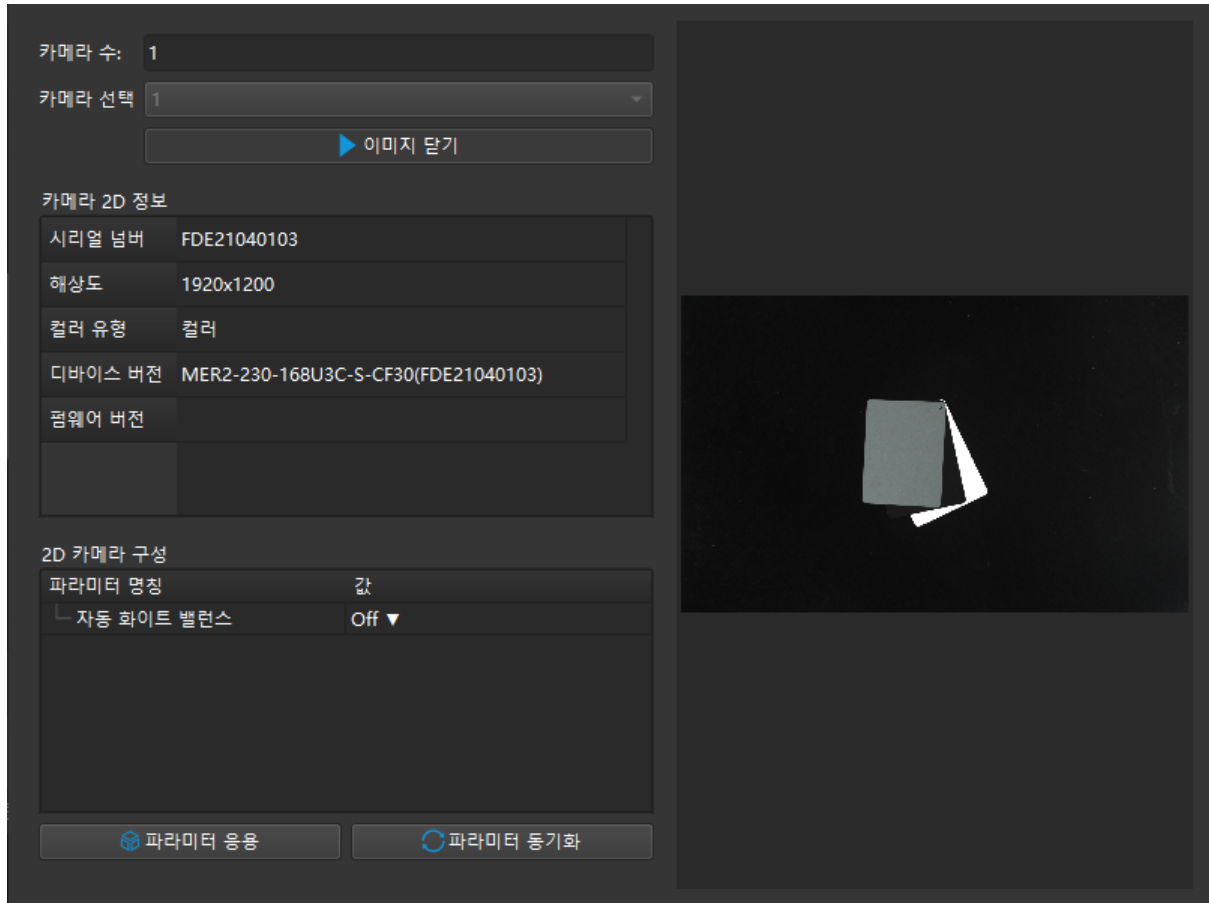 카메라 수: 1
카메라 선택 1
이미지 닫기
카메라 2D 정보
시리얼 넘버 FDE21040103
해상도 1920x1200
컬러 유형 컬러
디바이스 버전 MER2-230-168U3C-S-CF30(FDE21040103)
펌웨어 버전
2D 카메라 구성
파라미터 명칭 값
자동 화이트 밸런스 Off ▼
파라미터 응용 파라미터 동기화